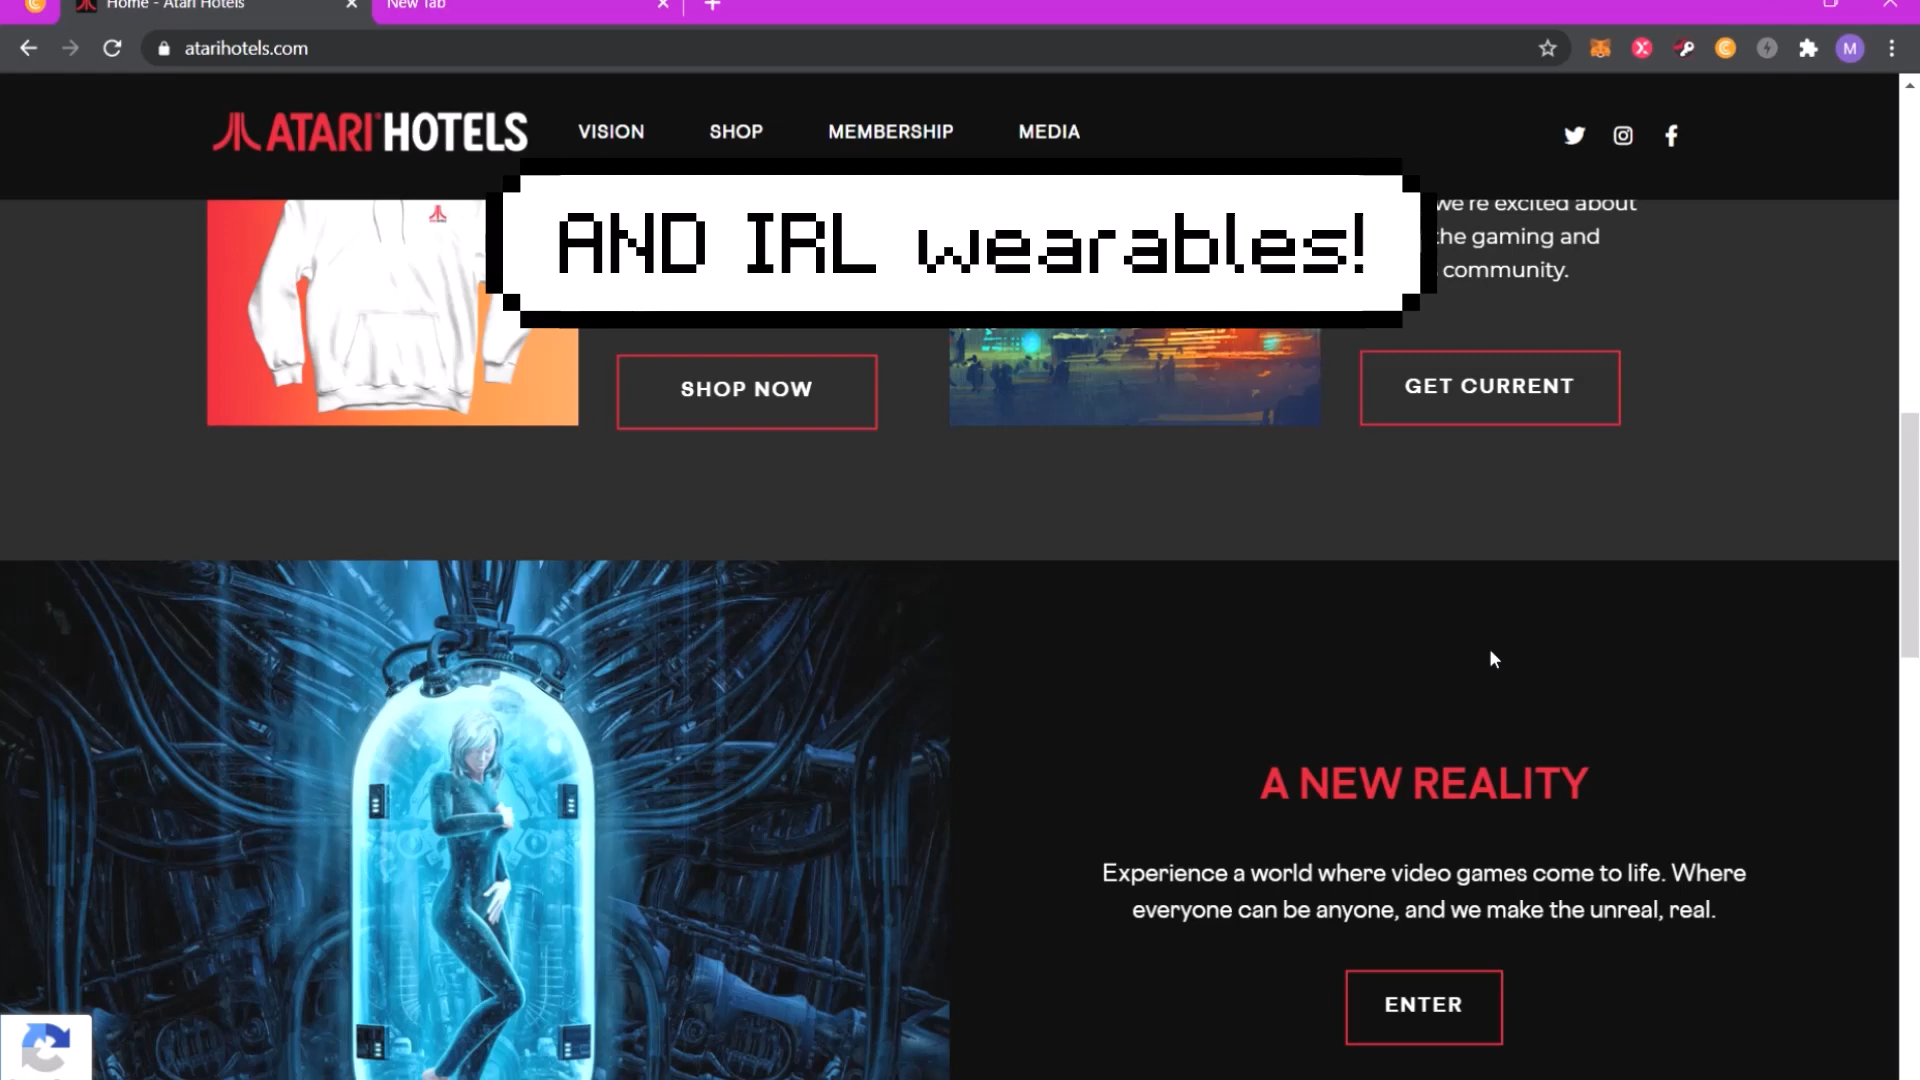 Home - Atari Hotels
New Tab
atarihotels.com
M
ATARI HOTELS
VISION
SHOP
MEMBERSHIP
MEDIA
AND IRL wearables!
we're excited about
the gaming and
community.
SHOP NOW
GET CURRENT
A NEW REALITY
Experience a world where video games come to life. Where
everyone can be anyone, and we make the unreal, real.
ENTER